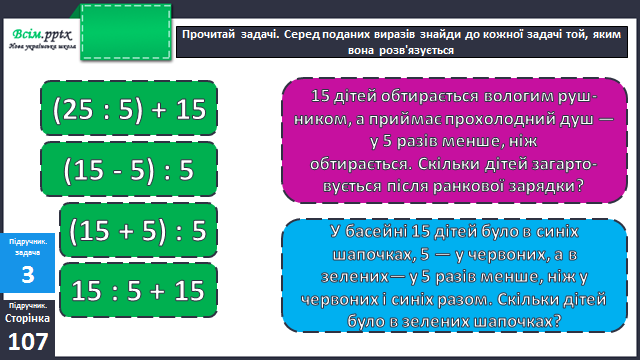 Всім.pptx
Нова українська школа
Прочитай задачі. Серед поданих виразів знайди до кожної задачі той, яким
вона розв'язується
(25 : 5) + 15
(15 - 5) : 5
(15 + 5) : 5
15 : 5 + 15
15 дітей обтирається вологим руш-
ником, а приймає прохолодний душ —
у 5 разів менше, ніж
обтирається. Скільки дітей загарто-
вується після ранкової зарядки?
У басейні 15 дітей було в синіх
шапочках, 5 — у червоних, а в
зелених— у 5 разів менше, ніж у
червоних і синіх разом. Скільки дітей
було в зелених шапочках?
Підручник.
задача
3
Підручник.
Сторінка
107